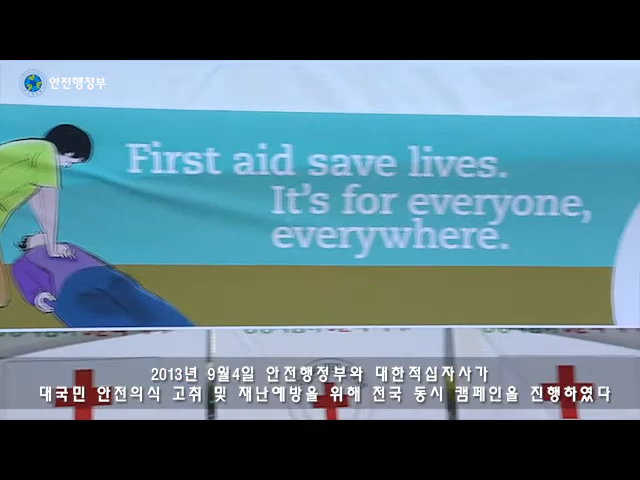 안전행정부
First aid save lives.
It's for everyone,
everywhere.
2013년 9월4일 안전행정부와 대한적십자사가
대국민 안전의식 고취 및 재난예방을 위해 전국 동시 캠페인을 진행하였다